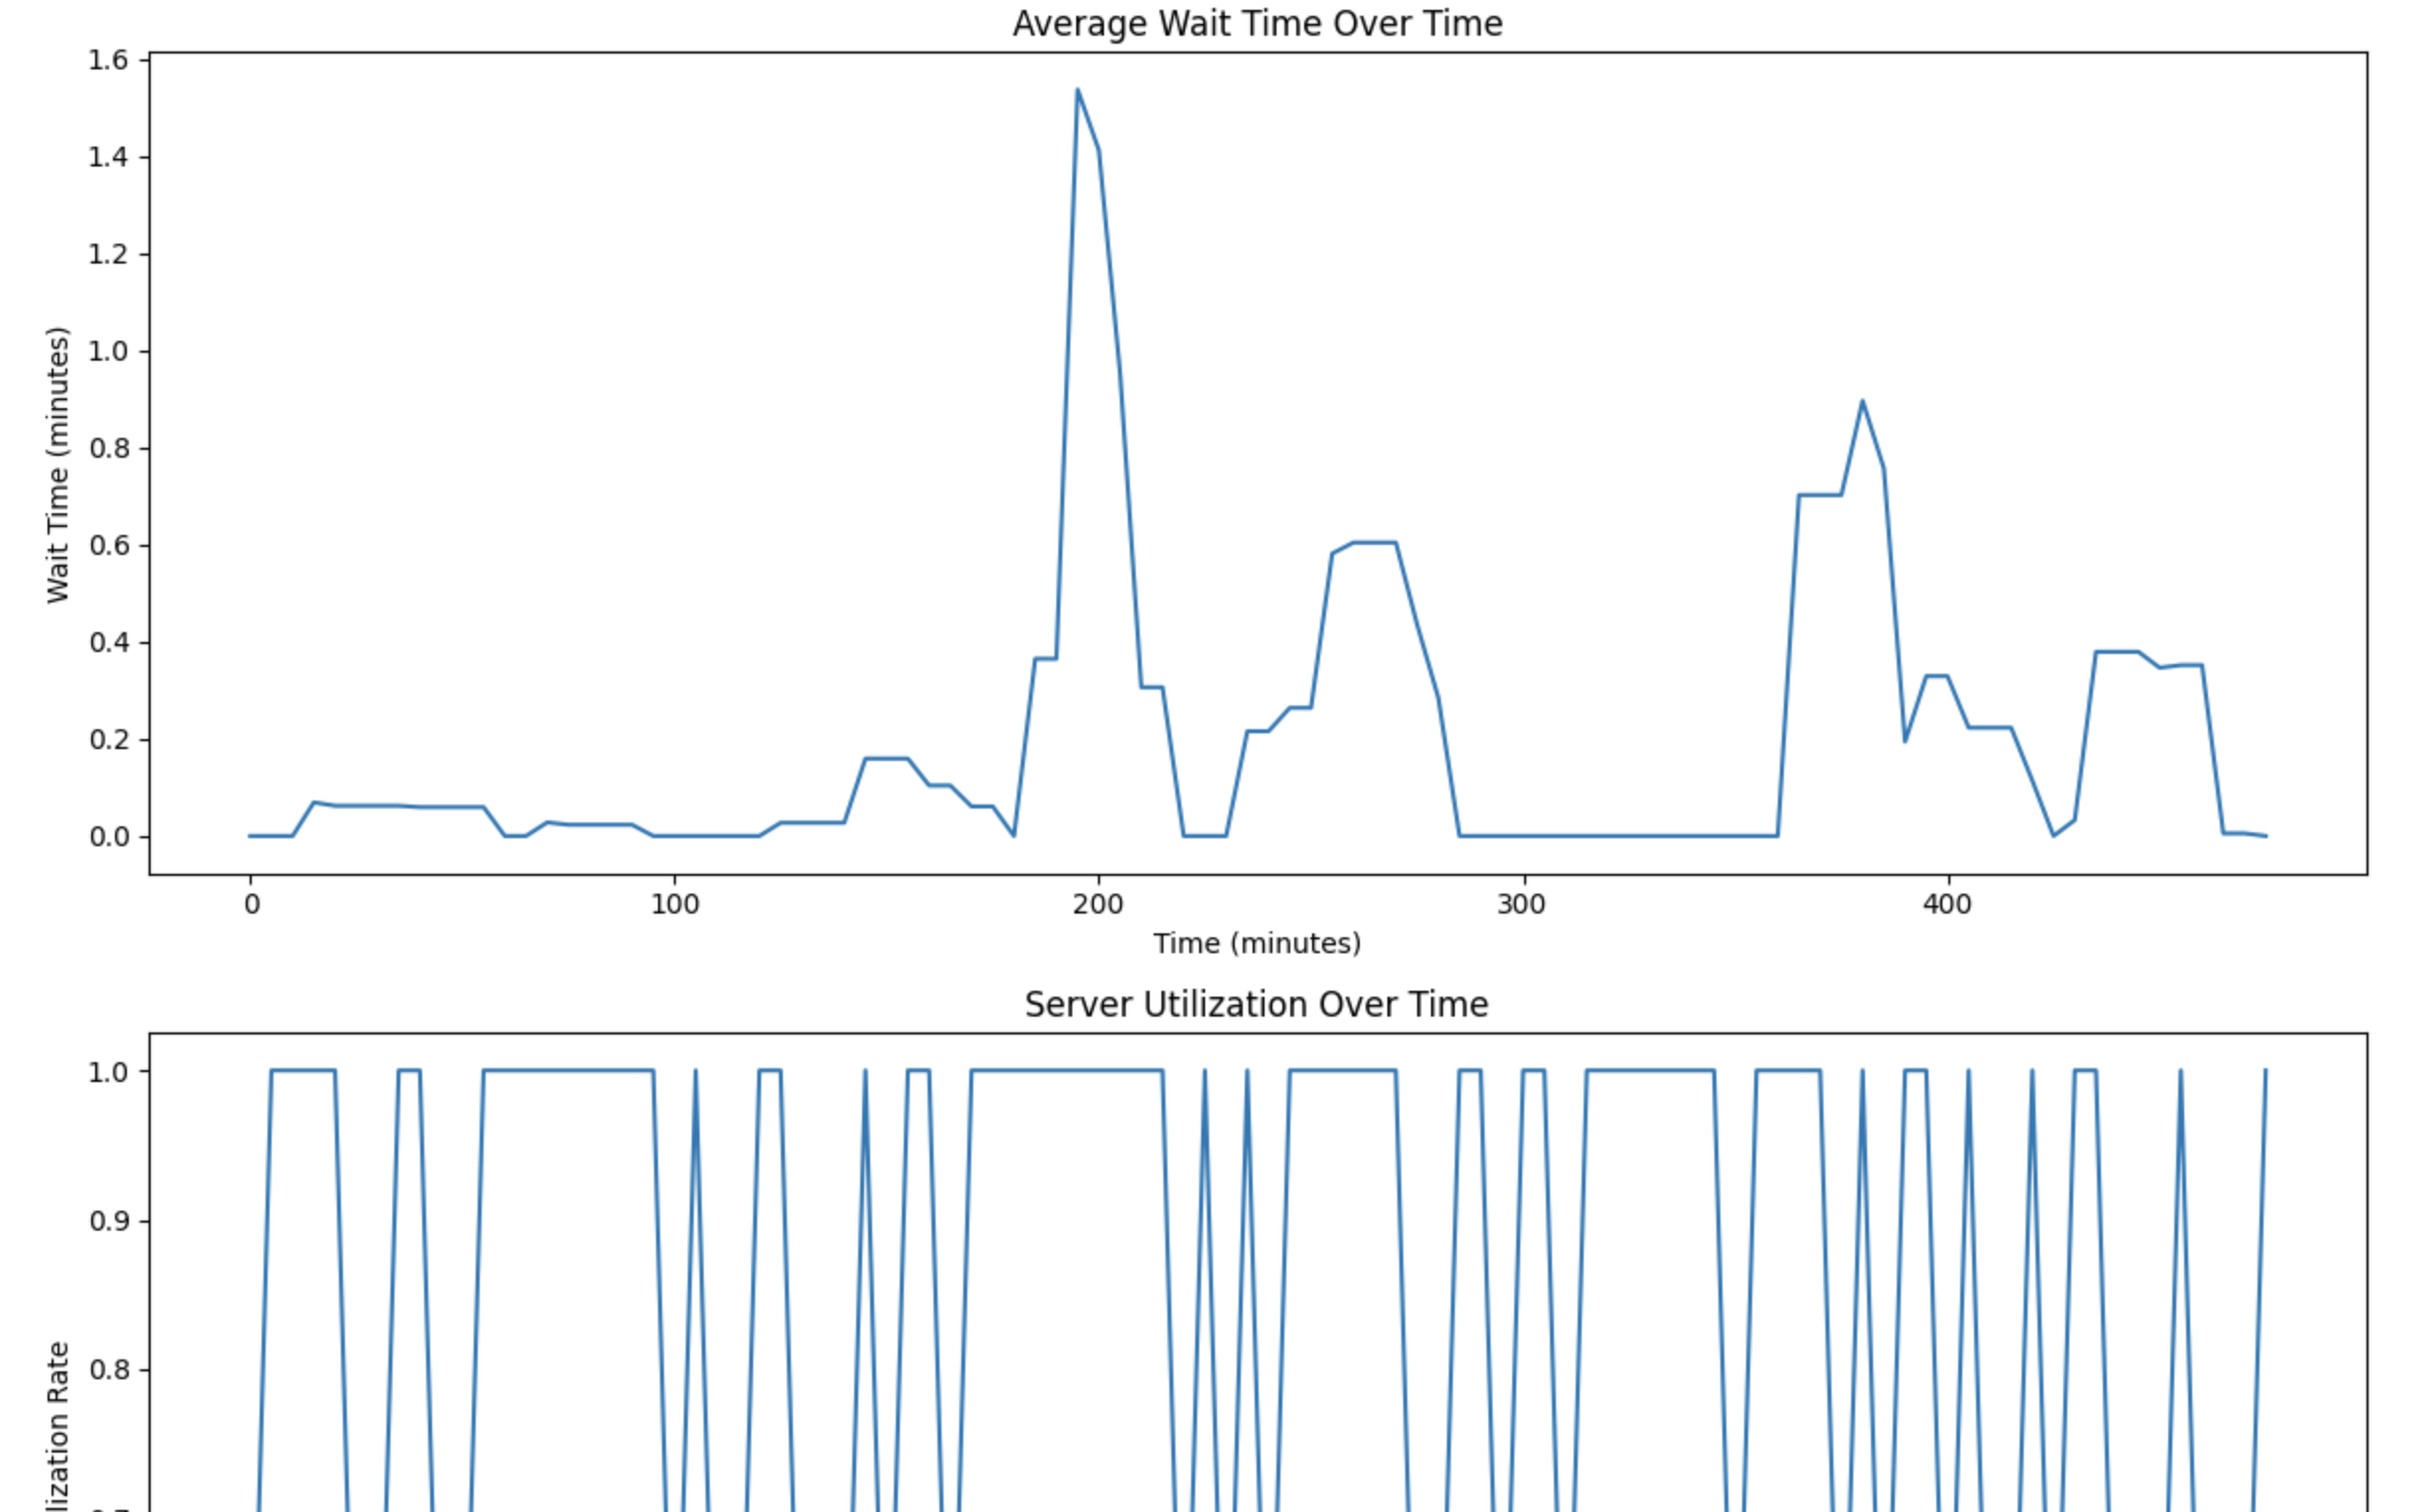 Average Wait Time Over Time
1.6
1.4
1.2
1.0
0.8
0.6
0.4
0.2
0.0
Wait Time (minutes)
0 100 200 300 400
Time (minutes)
Server Utilization Over Time
1.0
0.9
0.8
lization Rate